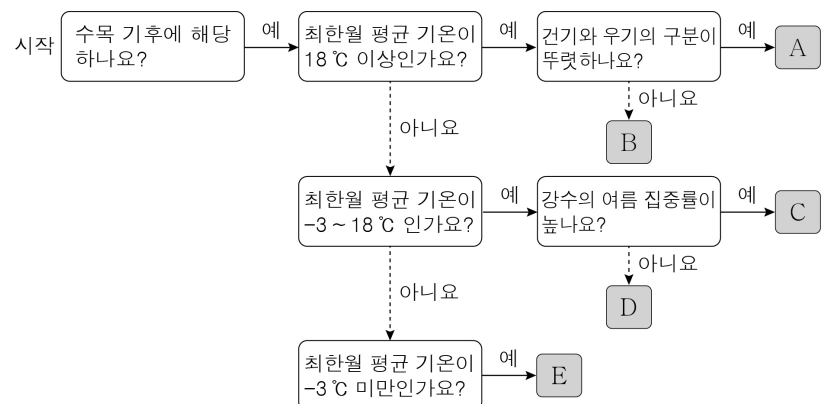 시작
수목 기후에 해당
하나요?
예
최한월 평균 기온이
18℃ 이상인가요?
예
건기와 우기의 구분이
뚜렷하나요?
예
A
아니요
B
아니요
최한월 평균 기온이
-3 ~ 18℃ 인가요?
예
강수의 여름 집중률이
높나요?
예
C
아니요
D
아니요
최한월 평균 기온이
-3℃ 미만인가요?
예
E